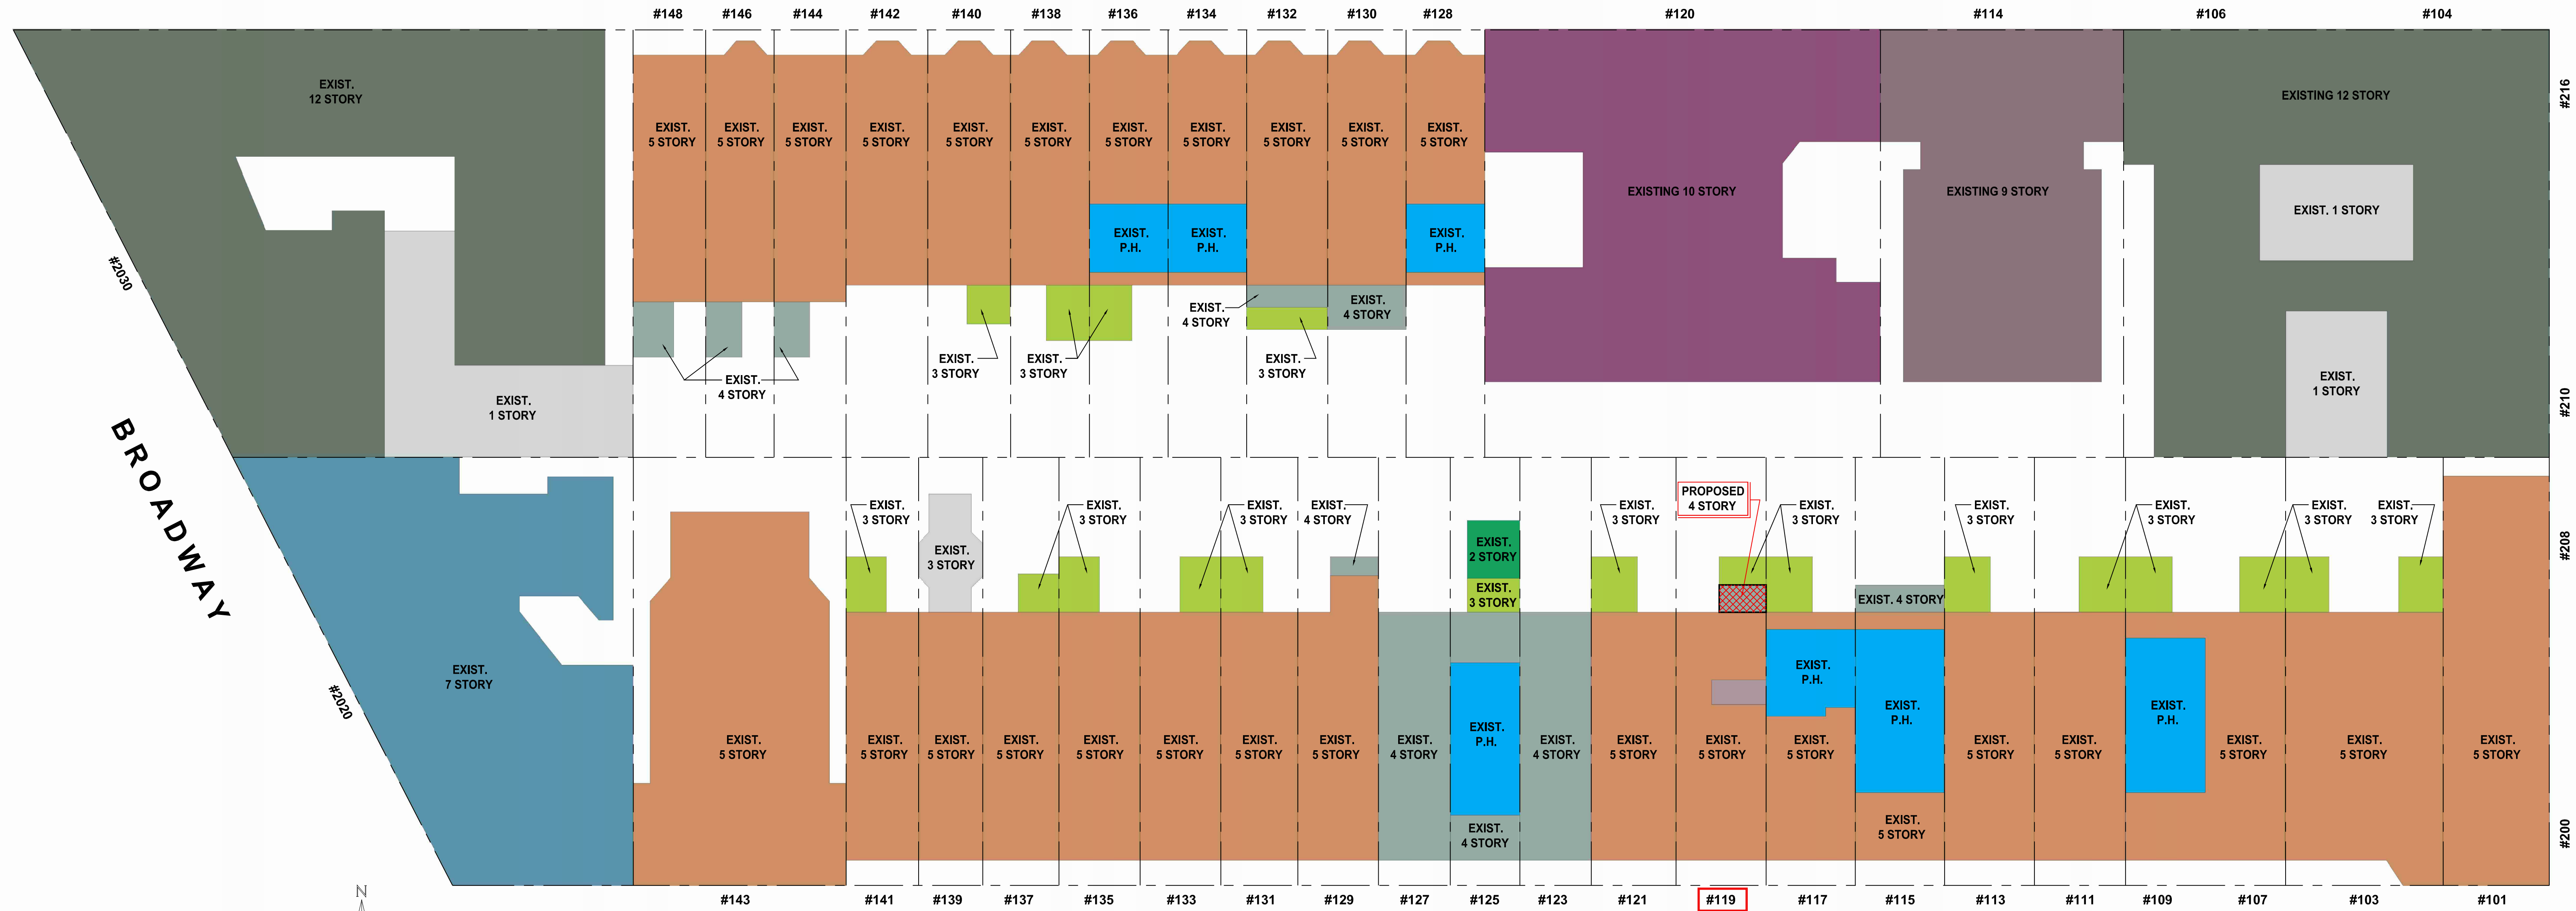 #148 #146 #144 #142 #140 #138 #136 #134 #132 #130 #128 #120 #114 #106 #104
EXIST.
12 STORY
EXISTING 12 STORY
#216
EXIST.
5 STORY
EXIST.
5 STORY
EXIST.
5 STORY
EXIST.
5 STORY
EXIST.
5 STORY
EXIST.
5 STORY
EXIST.
5 STORY
EXIST.
5 STORY
EXIST.
5 STORY
EXIST.
5 STORY
EXIST.
5 STORY
EXISTING 10 STORY
EXISTING 9 STORY
EXIST. 1 STORY
EXIST.
P.H.
EXIST.
P.H.
EXIST.
P.H.
#2030
EXIST.
4 STORY
EXIST.
4 STORY
EXIST.
3 STORY
EXIST.
3 STORY
EXIST.
3 STORY
EXIST.
4 STORY
EXIST.
1 STORY
EXIST.
1 STORY
#210
BROADWAY
EXIST.
3 STORY
EXIST.
3 STORY
EXIST.
3 STORY
EXIST.
3 STORY
EXIST.
4 STORY
EXIST.
2 STORY
EXIST.
3 STORY
EXIST.
3 STORY
PROPOSED
4 STORY
EXIST.
3 STORY
EXIST. 4 STORY
EXIST.
3 STORY
EXIST.
3 STORY
EXIST.
3 STORY
EXIST.
3 STORY
#208
#2020
EXIST.
7 STORY
EXIST.
5 STORY
EXIST.
5 STORY
EXIST.
5 STORY
EXIST.
5 STORY
EXIST.
5 STORY
EXIST.
5 STORY
EXIST.
5 STORY
EXIST.
5 STORY
EXIST.
4 STORY
EXIST.
P.H.
EXIST.
4 STORY
EXIST.
4 STORY
EXIST.
5 STORY
EXIST.
5 STORY
EXIST.
P.H.
EXIST.
5 STORY
EXIST.
P.H.
EXIST.
5 STORY
EXIST.
5 STORY
EXIST.
5 STORY
EXIST.
P.H.
EXIST.
5 STORY
EXIST.
5 STORY
EXIST.
5 STORY
#200
N
#143 #141 #139 #137 #135 #133 #131 #129 #127 #125 #123 #121 #119 #117 #115 #113 #111 #109 #107 #103 #101